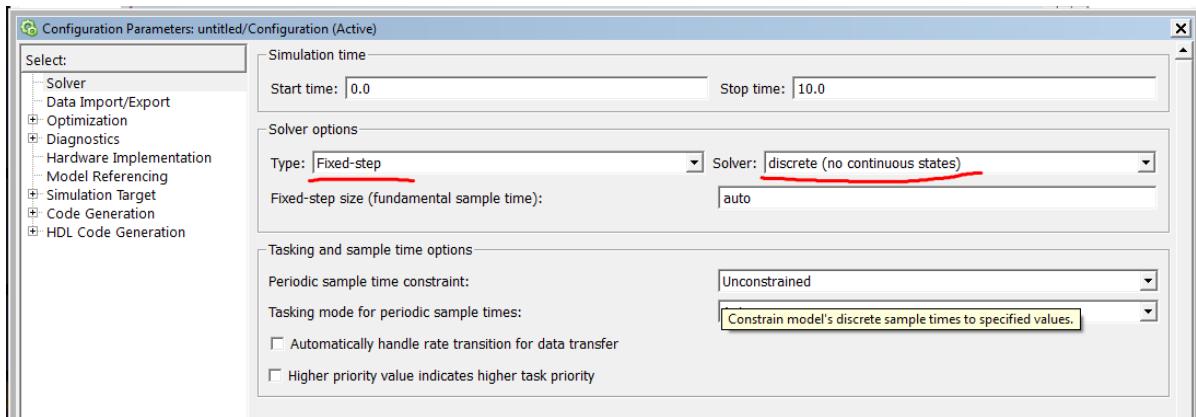 Configuration Parameters: untitled/Configuration (Active)
Select:
Solver
Data Import/Export
Optimization
Diagnostics
Hardware Implementation
Model Referencing
Simulation Target
Code Generation
HDL Code Generation
Simulation time
Start time: 0.0 Stop time: 10.0
Solver options
Type: Fixed-step Solver: discrete (no continuous states)
Fixed-step size (fundamental sample time): auto
Tasking and sample time options
Periodic sample time constraint: Unconstrained
Tasking mode for periodic sample times:
Constrain model's discrete sample times to specified values.
Automatically handle rate transition for data transfer
Higher priority value indicates higher task priority